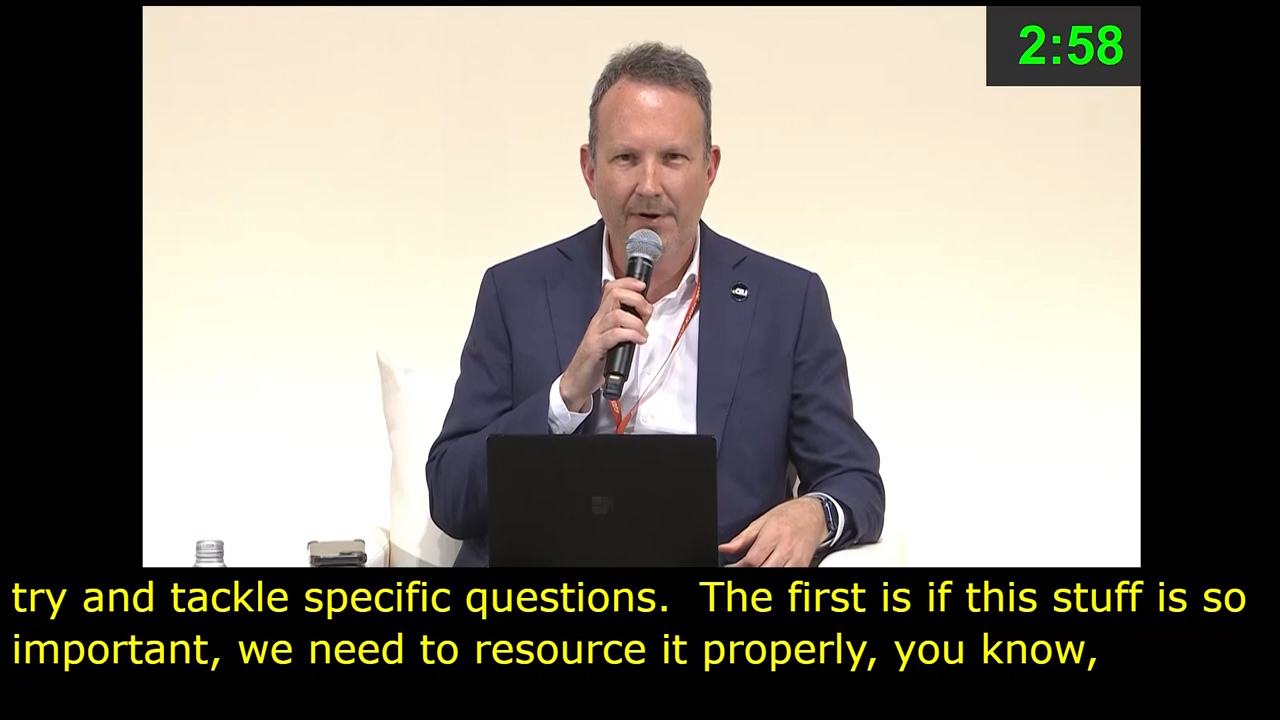 2:58
.au
try and tackle specific questions.  The first is if this stuff is so
important, we need to resource it properly, you know,